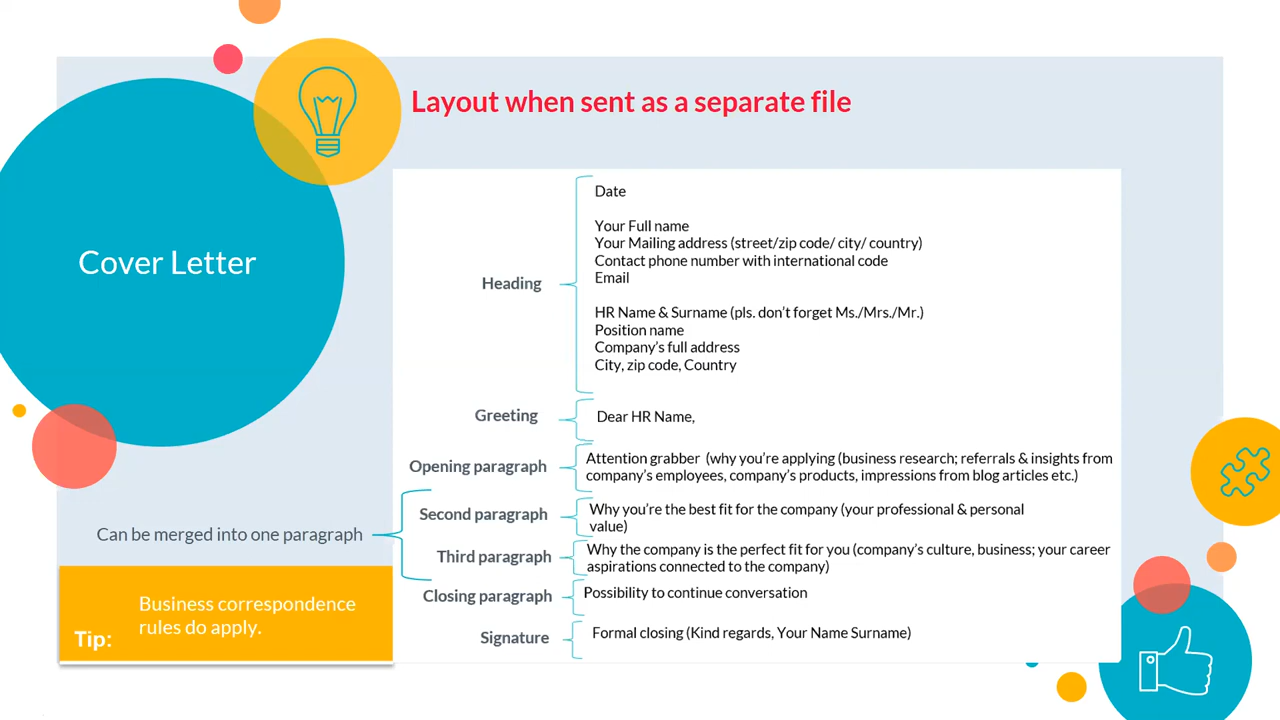 Layout when sent as a separate file
Cover Letter
Heading
Date
Your Full name
Your Mailing address (street/zip code/ city/ country)
Contact phone number with international code
Email
HR Name & Surname (pls. don't forget Ms./Mrs./Mr.)
Position name
Company's full address
City, zip code, Country
Greeting
Dear HR Name,
Opening paragraph
Attention grabber (why you're applying (business research; referrals & insights from
company's employees, company's products, impressions from blog articles etc.)
Can be merged into one paragraph
Second paragraph
Why you're the best fit for the company (your professional & personal
value)
Third paragraph
Why the company is the perfect fit for you (company's culture, business; your career
aspirations connected to the company)
Closing paragraph
Possibility to continue conversation
Signature
Formal closing (Kind regards, Your Name Surname)
Tip:
Business correspondence
rules do apply.